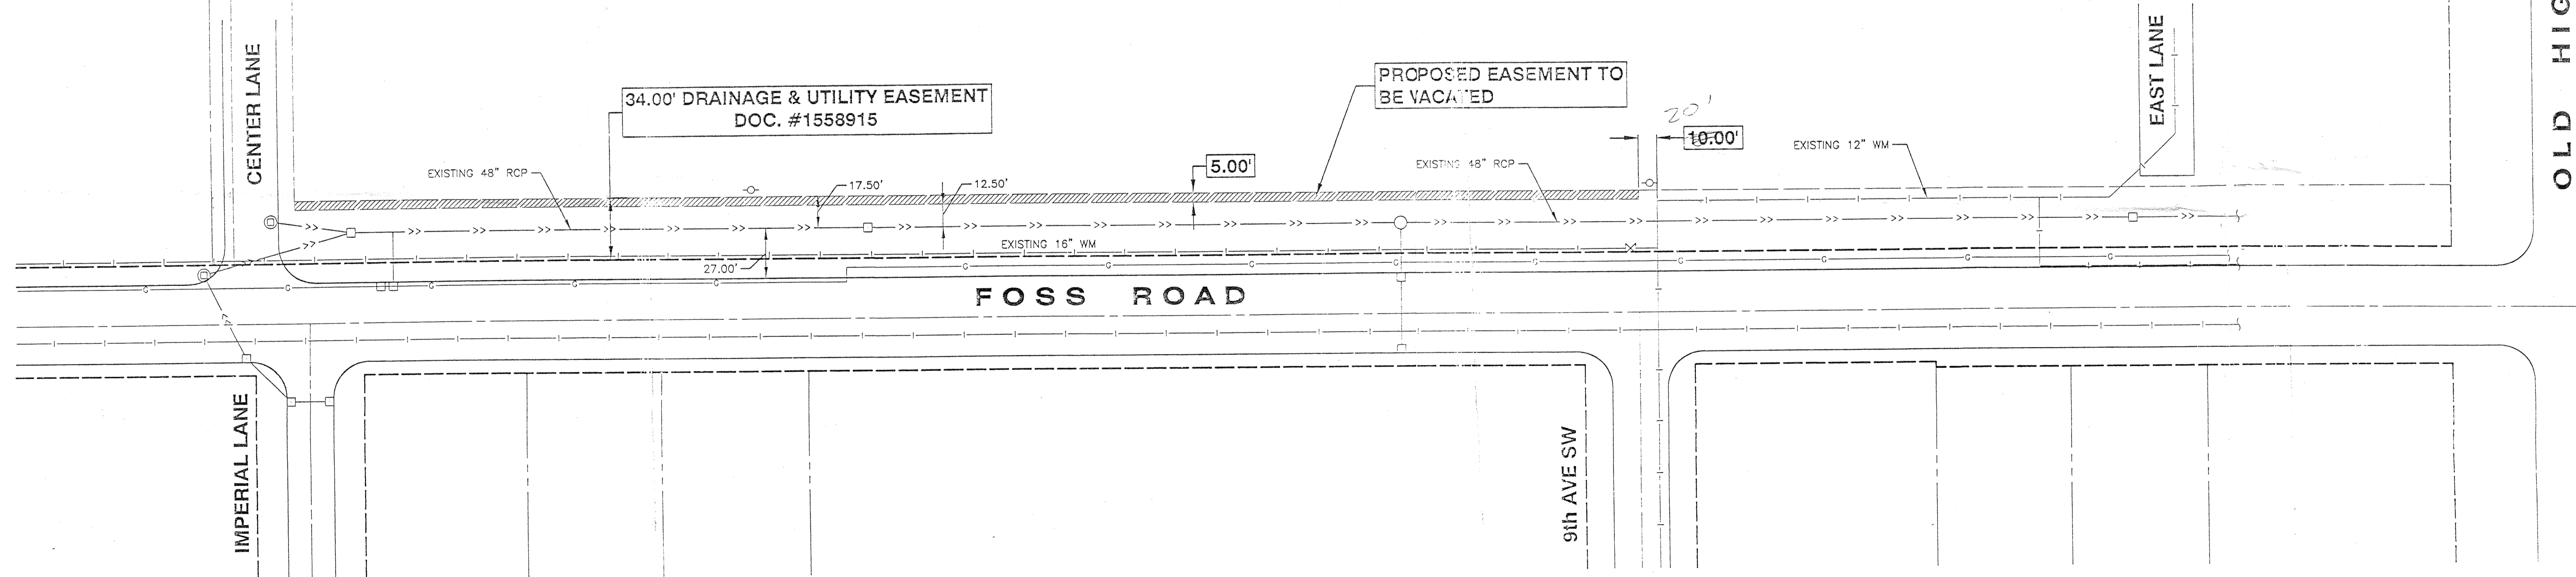 CENTER LANE
34.00' DRAINAGE & UTILITY EASEMENT
DOC. #1558915
PROPOSED EASEMENT TO
BE VACATED
20'
10.00'
EXISTING 12" WM
EAST LANE
OLD HIG
EXISTING 48" RCP
17.50'
12.50'
5.00'
EXISTING 48" RCP
EXISTING 16" WM
27.00'
FOSS ROAD
IMPERIAL LANE
9th AVE SW